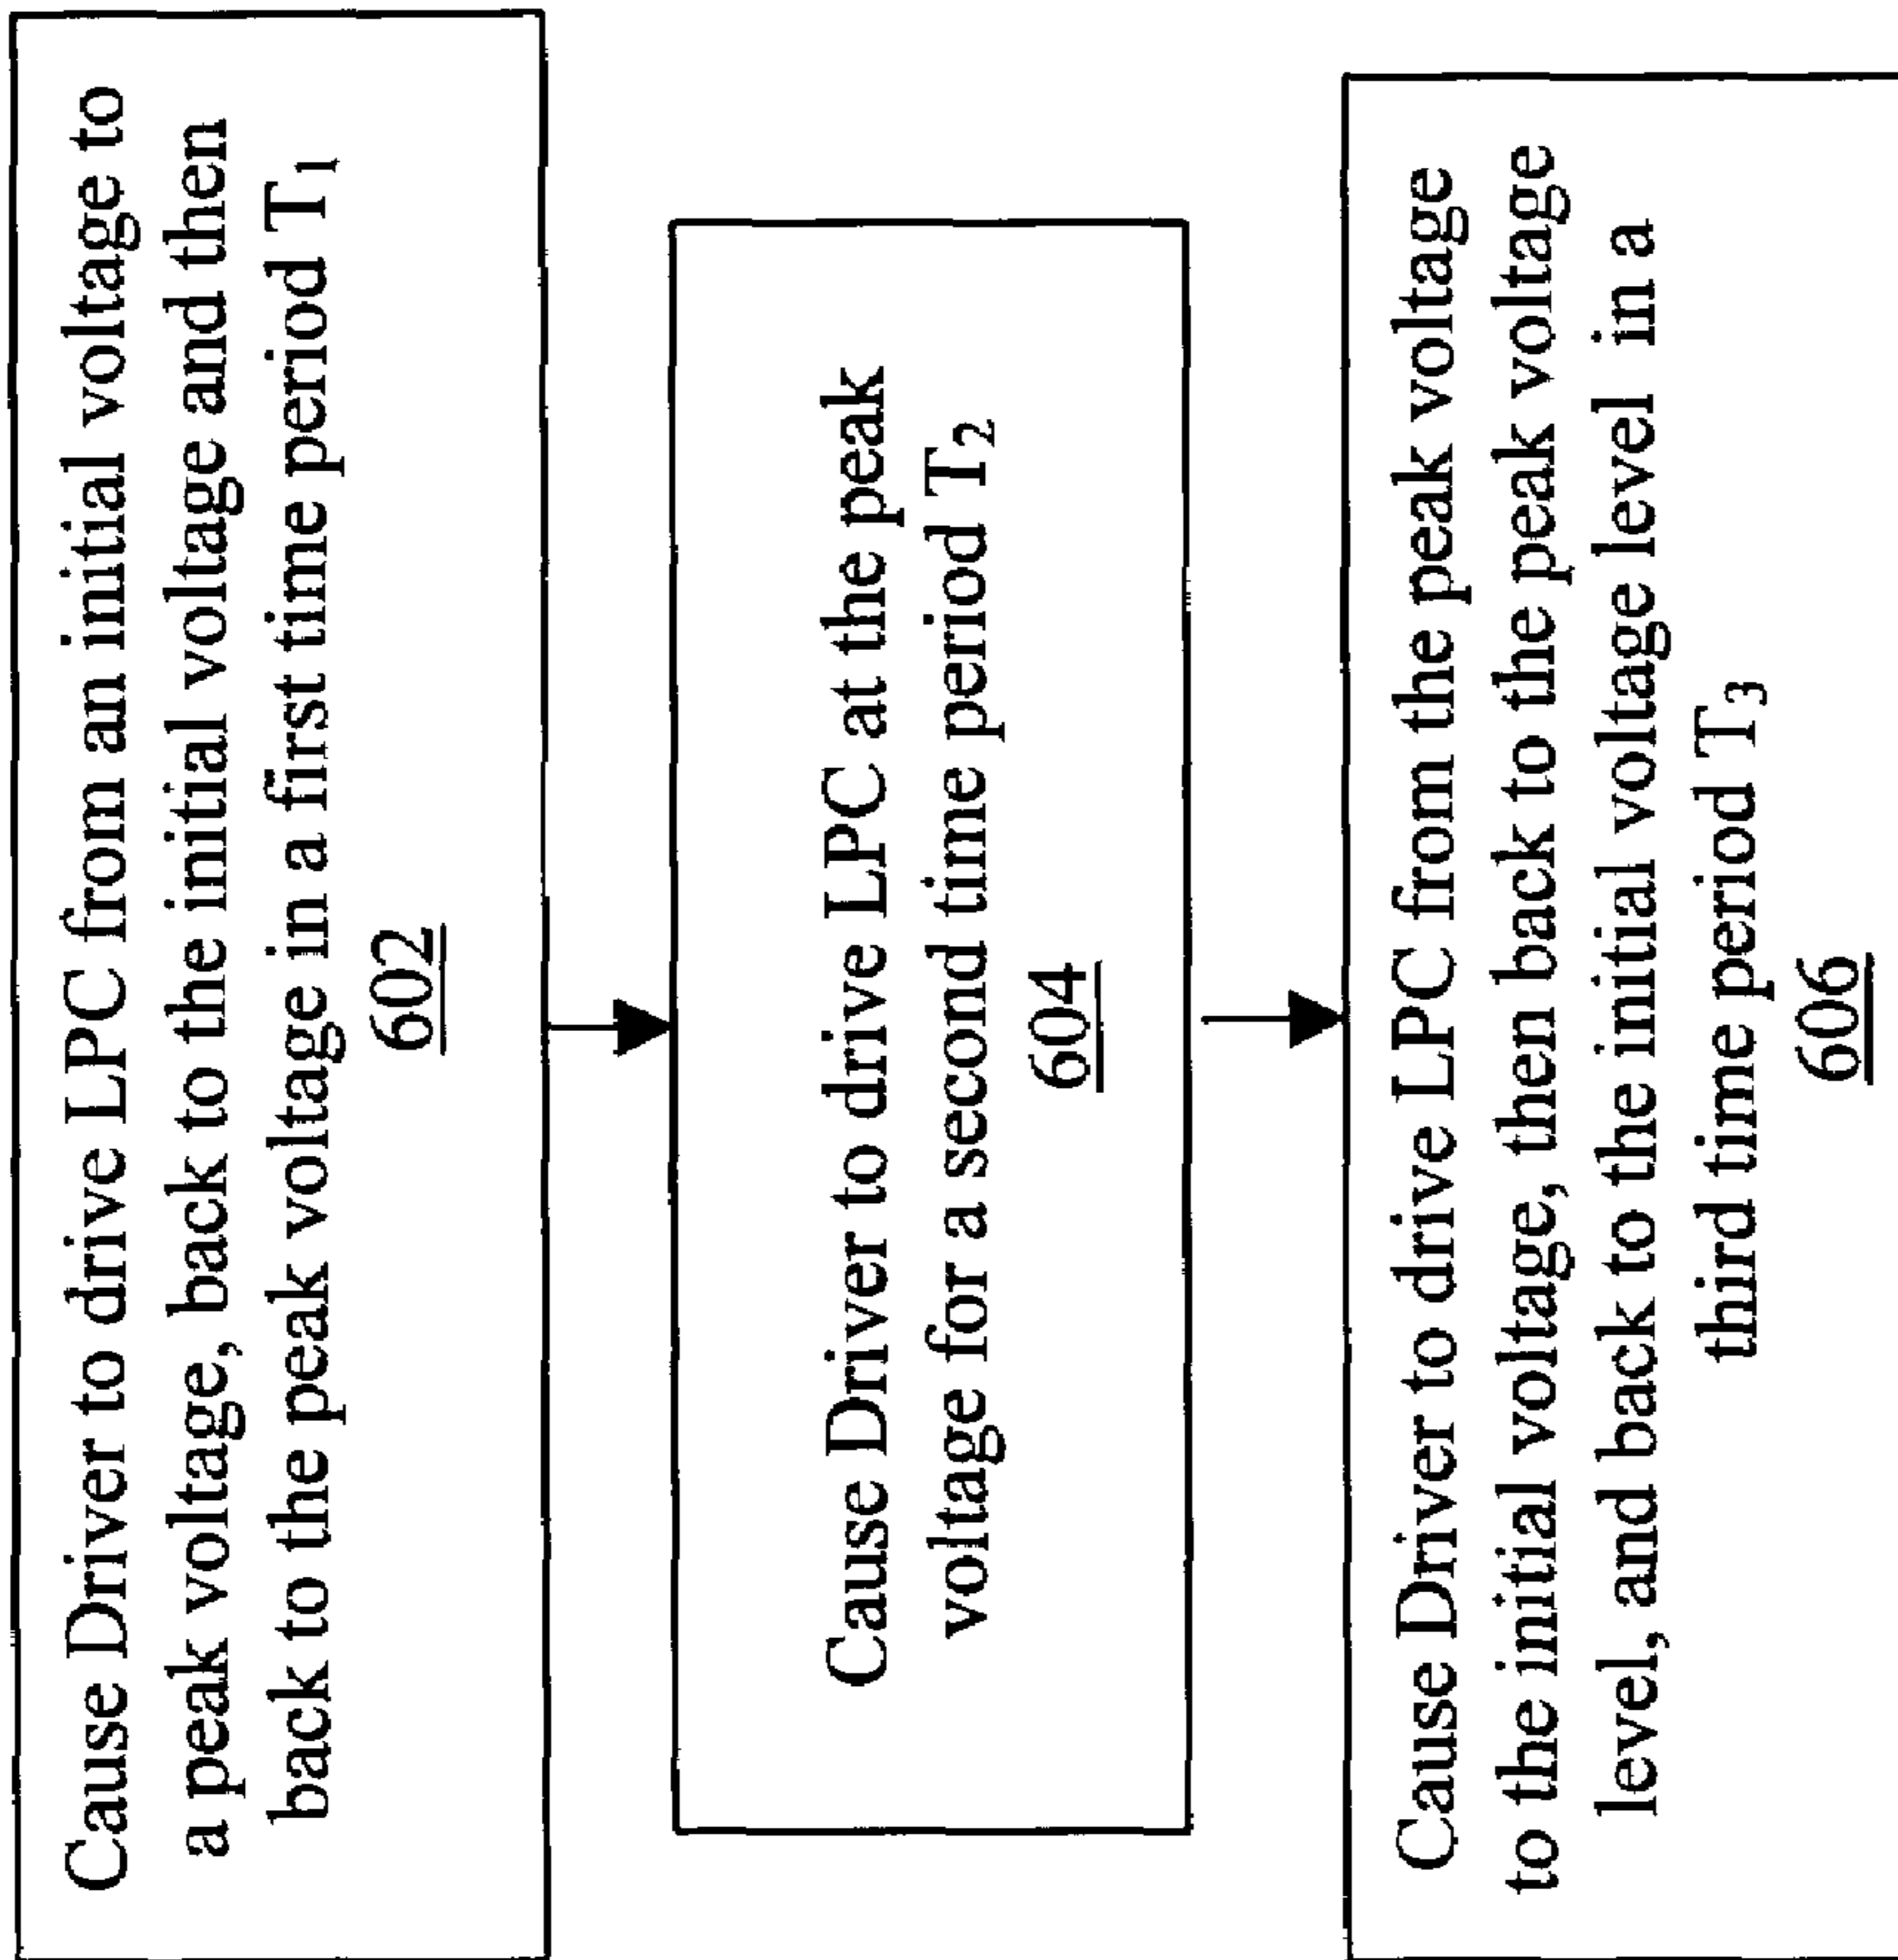 Cause Driver to drive LPC from an initial voltage to
a peak voltage, back to the initial voltage and then
back to the peak voltage in a first time period T₁
602
Cause Driver to drive LPC at the peak
voltage for a second time period T₂
604
Cause Driver to drive LPC from the peak voltage
to the initial voltage, then back to the peak voltage
level, and back to the initial voltage level in a
third time period T₃
606